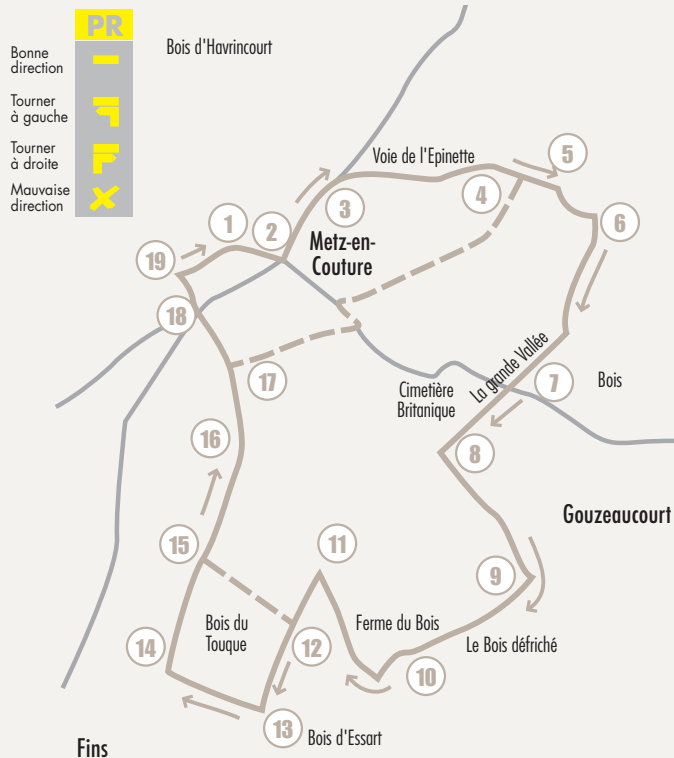 PR
Bonne
direction
Tourner
à gauche
Tourner
à droite
Mauvaise
direction
Bois d'Havrincourt
Voie de l'Epinette
5
4
6
3
1
2
Metz-en-
Couture
19
18
La grande Vallée
7
Bois
17
Cimetière
Britanique
16
8
Gouzeaucourt
15
11
9
14
Bois du
Touque
12
Ferme du Bois
Le Bois défriché
10
13
Bois d'Essart
Fins